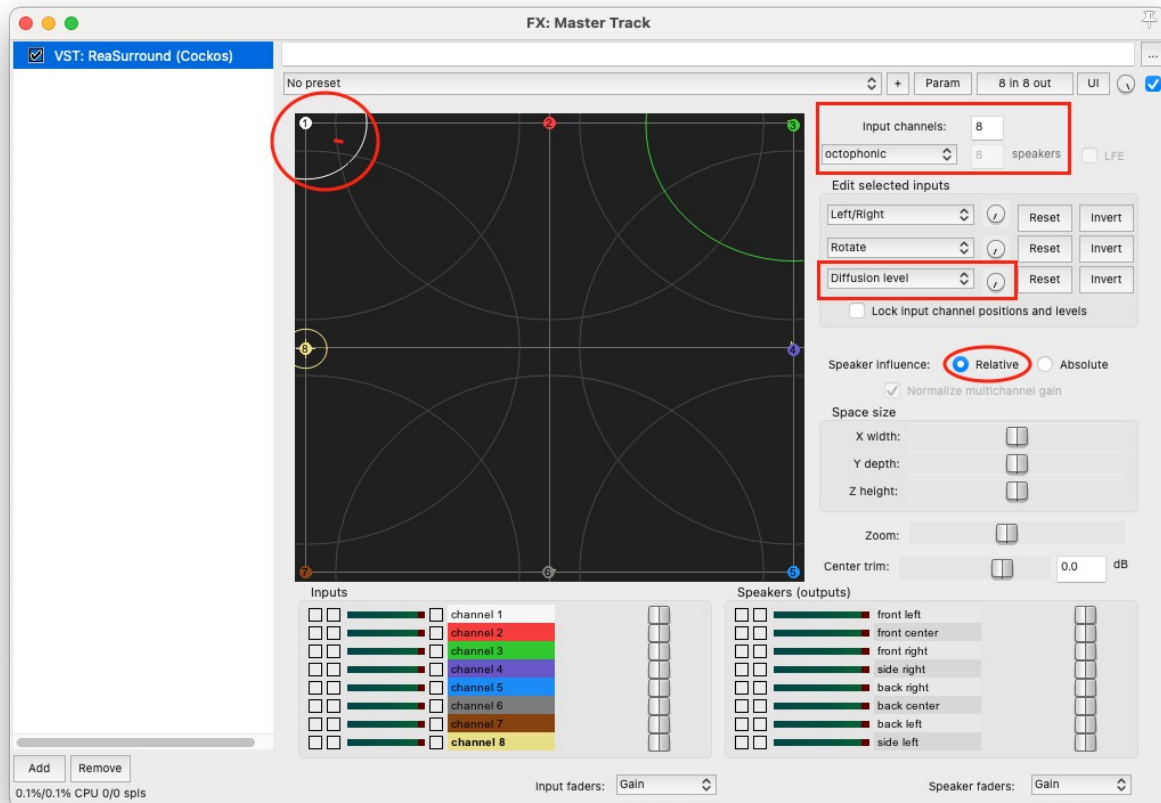 FX: Master Track
VST: ReaSurround (Cockos)
...
No preset
+
Param
8 in 8 out
UI
1
2
3
8
4
7
6
5
Input channels: 8
octophonic 8 speakers LFE
Edit selected inputs
Left/Right Reset Invert
Rotate Reset Invert
Diffusion level Reset Invert
Lock input channel positions and levels
Speaker influence: Relative Absolute
Normalize multichannel gain
Space size
X width:
Y depth:
Z height:
Zoom:
Center trim: 0.0 dB
Inputs
channel 1
channel 2
channel 3
channel 4
channel 5
channel 6
channel 7
channel 8
Input faders: Gain
Speakers (outputs)
front left
front center
front right
side right
back right
back center
back left
side left
Speaker faders: Gain
Add Remove
0.1%/0.1% CPU 0/0 spls